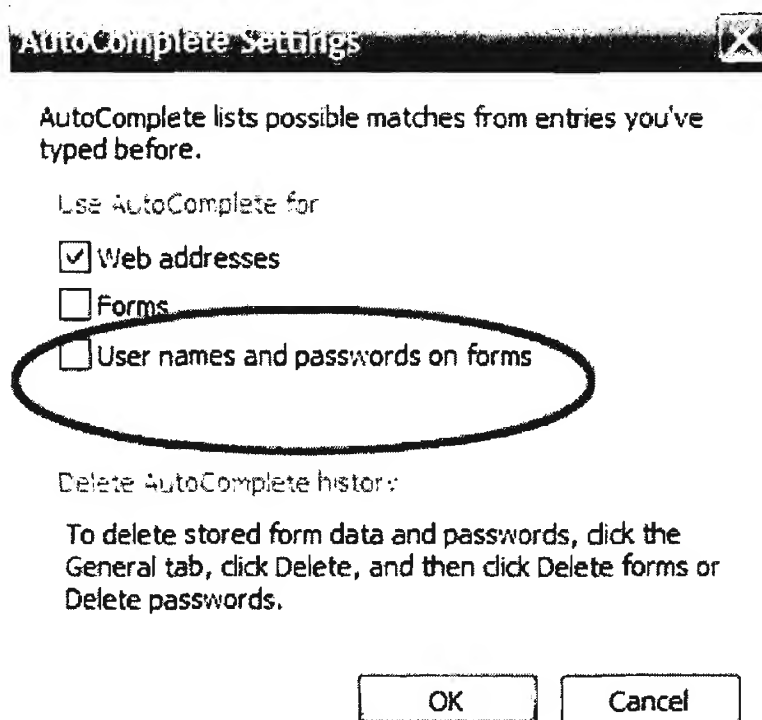 AutoComplete Settings
AutoComplete lists possible matches from entries you've
typed before.
Use AutoComplete for
Web addresses
Forms
User names and passwords on forms
Delete AutoComplete history
To delete stored form data and passwords, click the
General tab, click Delete, and then click Delete forms or
Delete passwords.
OK Cancel